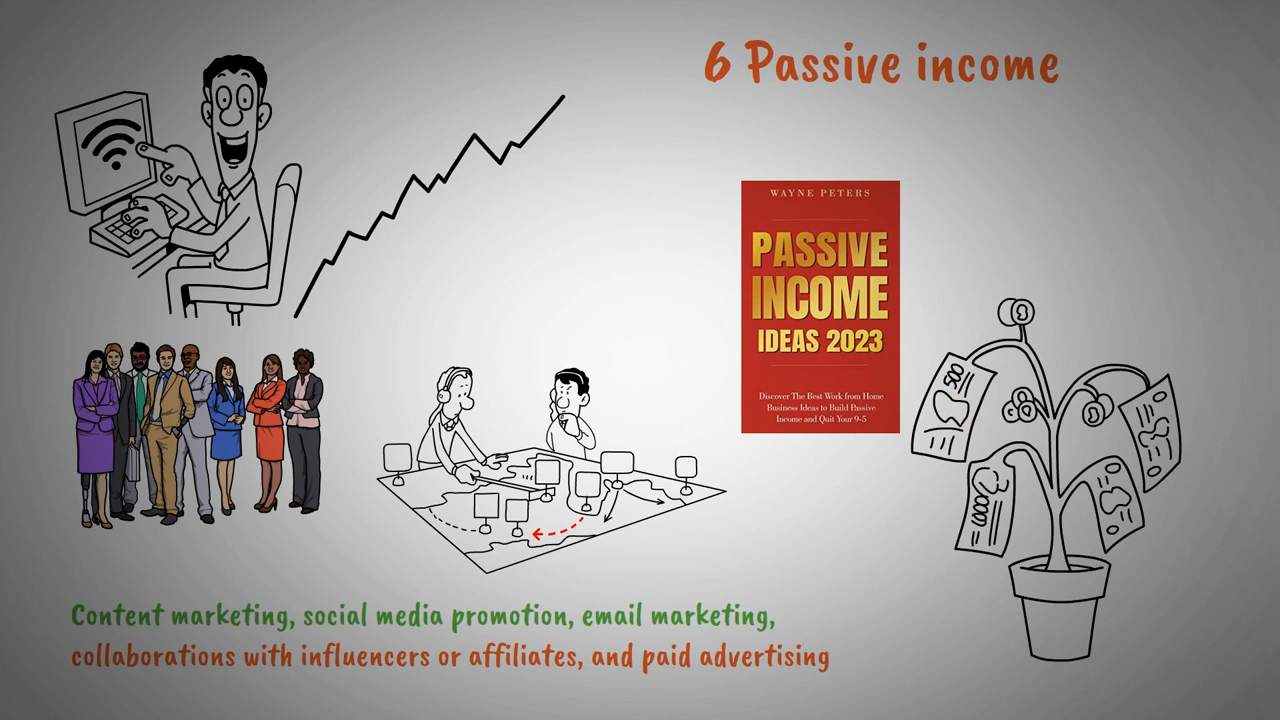 6 Passive income
WAYNE PETERS
PASSIVE
INCOME
IDEAS 2023
Discover The Best Work from Home
Business Ideas to Build Passive
Income and Quit Your 9-5
500
Content marketing, social media promotion, email marketing,
collaborations with influencers or affiliates, and paid advertising